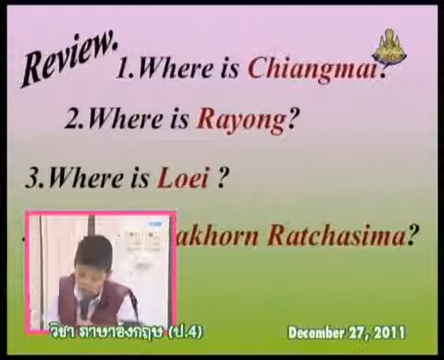 Review.
1.Where is Chiangmai?
2.Where is Rayong?
3.Where is Loei ?
akhorn Ratchasima?
วิชา ภาษาอังกฤษ (ป.4)
December 27, 2011